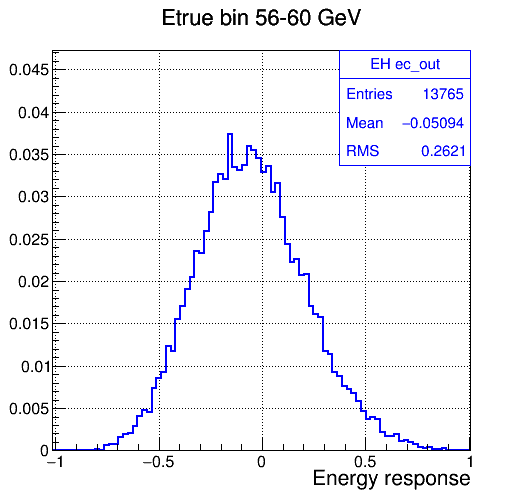 Etrue bin 56-60 GeV
EH ec_out
Entries 13765
Mean −0.05094
RMS 0.2621
0.045
0.04
0.035
0.03
0.025
0.02
0.015
0.01
0.005
0
−1 −0.5 0 0.5 1
Energy response